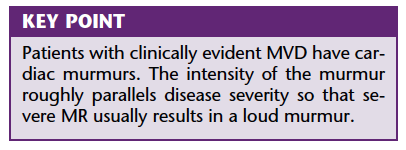 KEY POINT
Patients with clinically evident MVD have car-
diac murmurs. The intensity of the murmur
roughly parallels disease severity so that se-
vere MR usually results in a loud murmur.